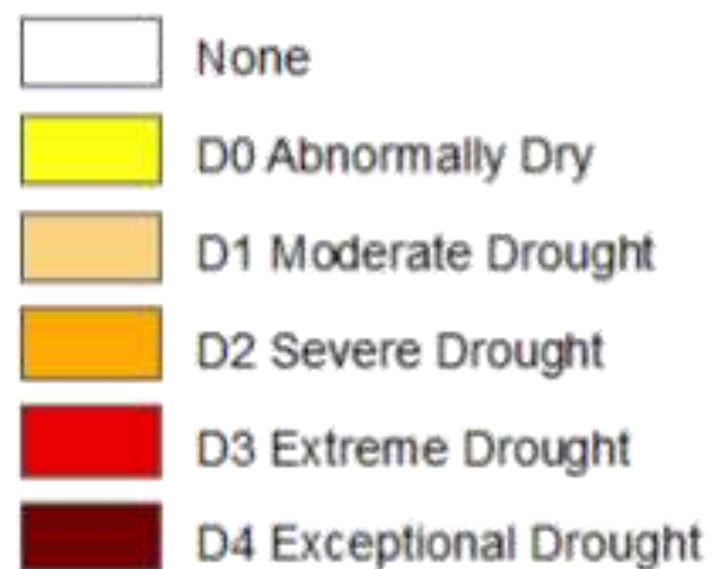 None
D0 Abnormally Dry
D1 Moderate Drought
D2 Severe Drought
D3 Extreme Drought
D4 Exceptional Drought